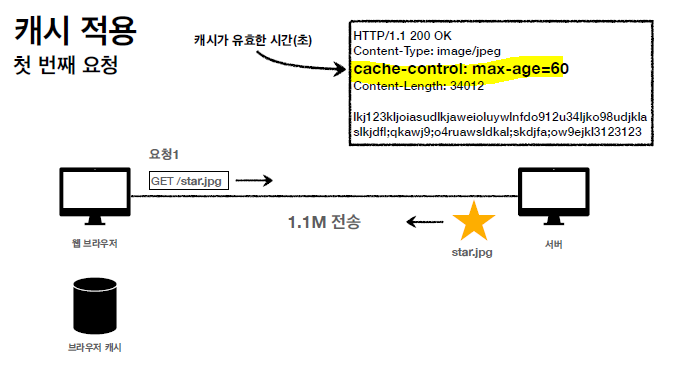 캐시 적용
첫 번째 요청
캐시가 유효한 시간(초)
HTTP/1.1 200 OK
Content-Type: image/jpeg
cache-control: max-age=60
Content-Length: 34012
lkj123kljoiasudlkjaweioluywlnfdo912u34ljko98udjkla
slkjdfl;qkawj9;o4ruawsldkal;skdjfa;ow9ejkl3123123
요청1
GET /star.jpg
1.1M 전송
star.jpg
웹 브라우저
서버
브라우저 캐시